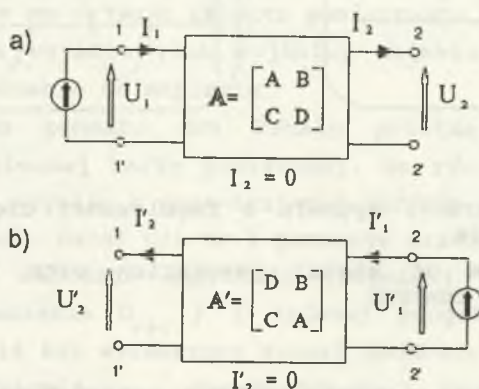 a)
1 I₁ I₂ 2
U₁ A= [A B
C D] U₂
1' 2'
I₂ = 0
b)
1 I'₂ I'₁ 2
U'₂ A'= [D B
C A] U'₁
1' 2'
I'₂ = 0